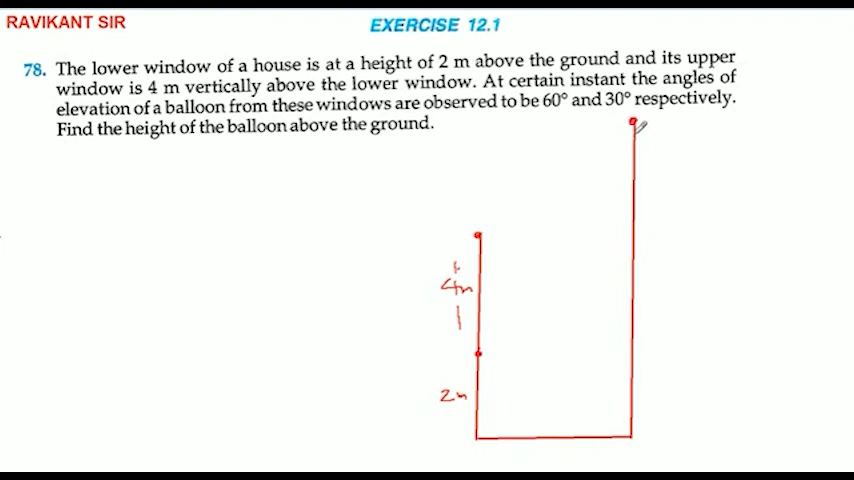 RAVIKANT SIR
EXERCISE 12.1
78. The lower window of a house is at a height of 2 m above the ground and its upper
window is 4 m vertically above the lower window. At certain instant the angles of
elevation of a balloon from these windows are observed to be 60° and 30° respectively.
Find the height of the balloon above the ground.
4m
2m